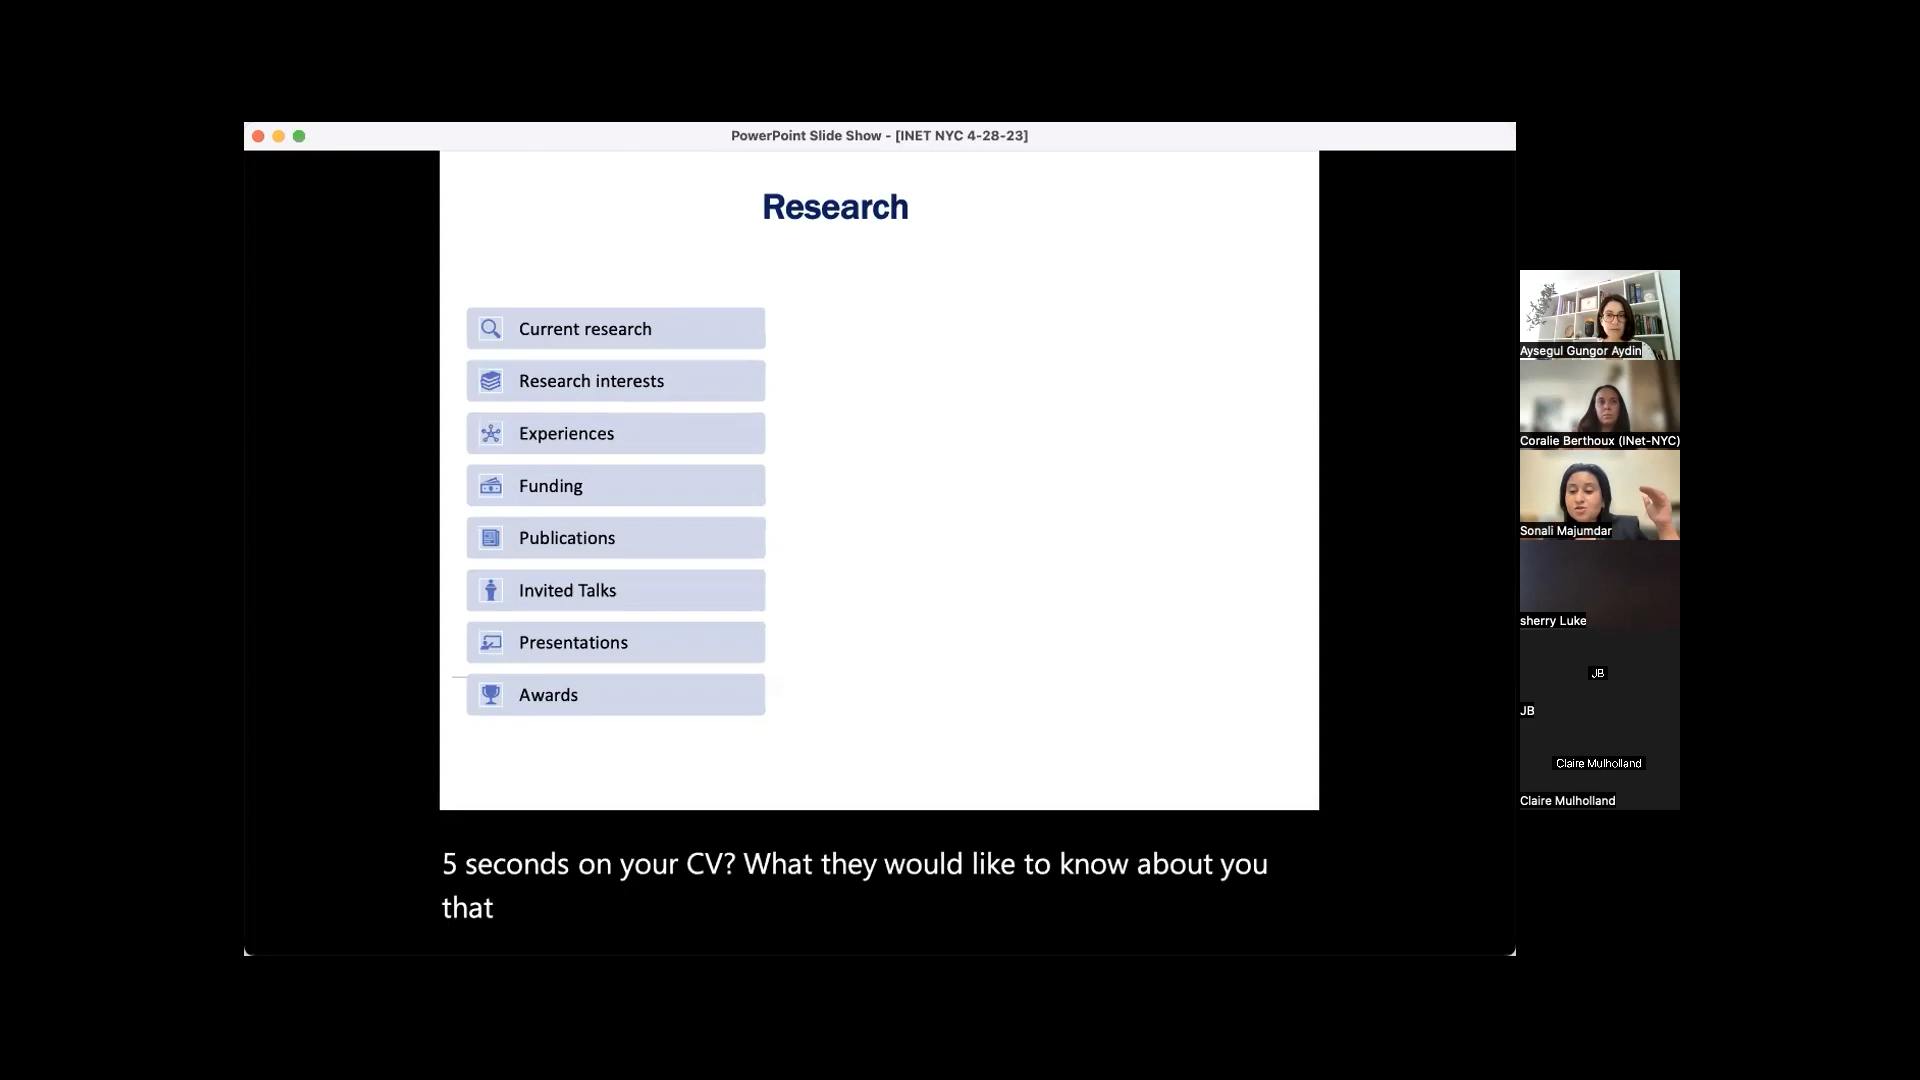 PowerPoint Slide Show - [INET NYC 4-28-23]
Research
Current research
Research interests
Experiences
Funding
Publications
Invited Talks
Presentations
Awards
5 seconds on your CV? What they would like to know about you
that
Aysegul Gungor Aydin
Coralie Berthoux (INet-NYC)
Sonali Majumdar
sherry Luke
JB
JB
Claire Mulholland
Claire Mulholland